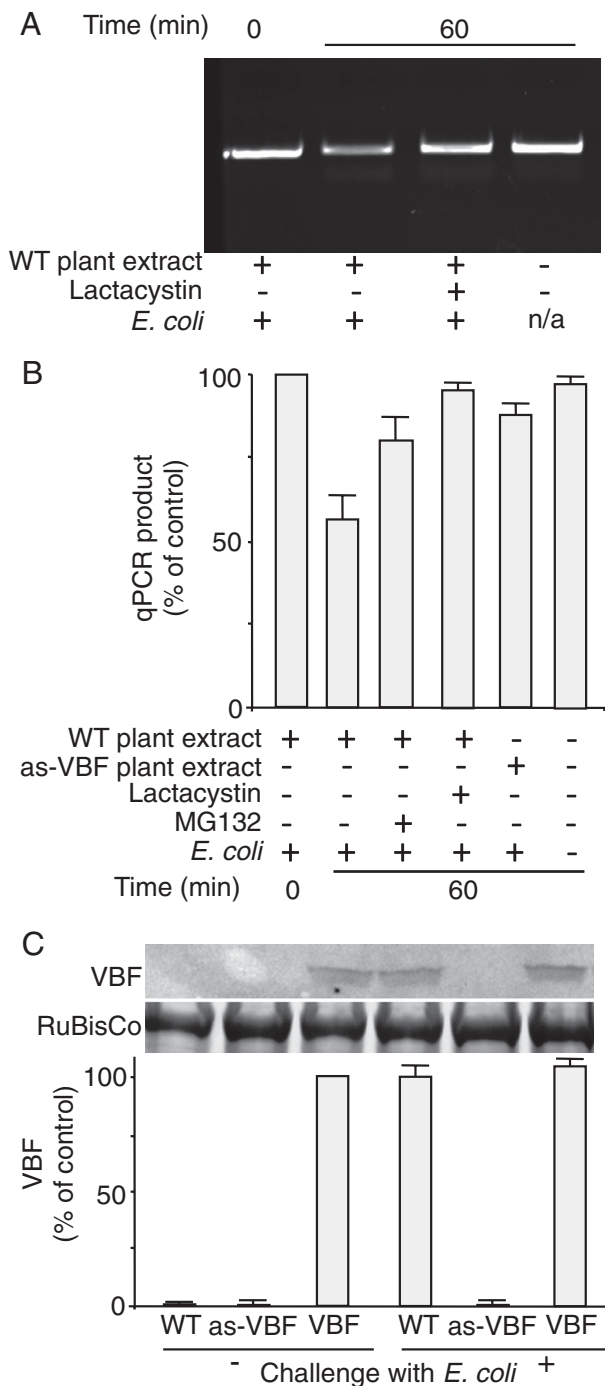 A
Time (min) 0 60
WT plant extract + + + -
Lactacystin - - + -
E. coli + + + n/a
B
100
50
0
qPCR product
(% of control)
WT plant extract + + + + - -
as-VBF plant extract - - - - + -
Lactacystin - - - + - -
MG132 - - + - - -
E. coli + + + + + -
Time (min) 0 60
C
VBF
RuBisCo
100
50
0
VBF
(% of control)
WT as-VBF VBF WT as-VBF VBF
- Challenge with E. coli +